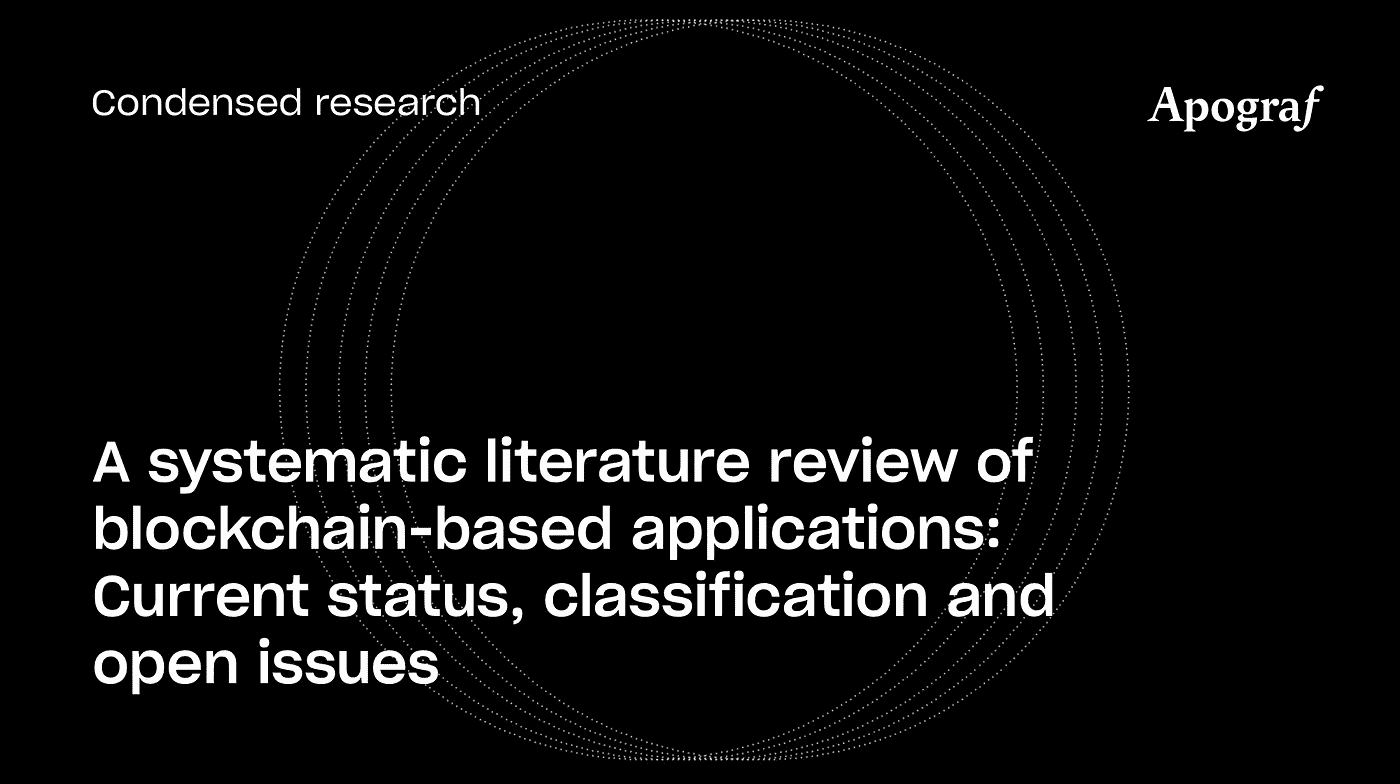 Condensed research
Apograf
A systematic literature review of
blockchain-based applications:
Current status, classification and
open issues